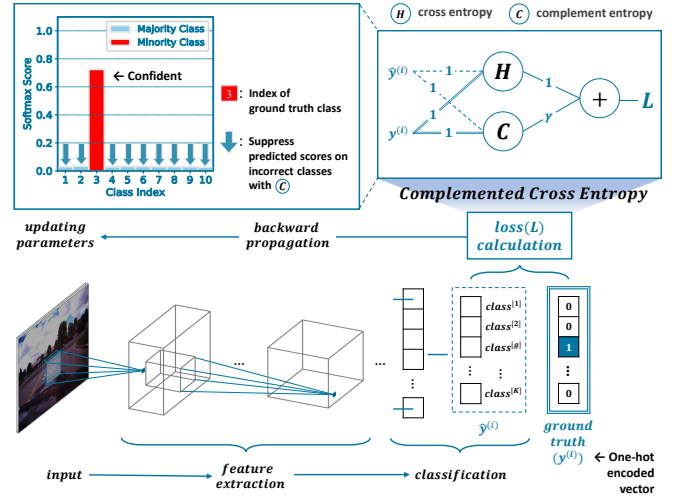 H cross entropy
C complement entropy
Majority Class
Minority Class
1.0
0.8
0.6
0.4
0.2
0.0
Softmax Score
← Confident
1 2 3 4 5 6 7 8 9 10
Class Index
3 : Index of
ground truth class
: Suppress
predicted scores on
incorrect classes
with C
ŷ⁽ⁱ⁾
y⁽ⁱ⁾
1
1
1
1
H
C
1
γ
+
L
Complemented Cross Entropy
updating
parameters
backward
propagation
loss(L)
calculation
...
...
class[1]
class[2]
class[g]
⋮ ⋮
class[K]
ŷ⁽ⁱ⁾
0
0
1
⋮
0
ground
truth
(y⁽ⁱ⁾)
← One-hot
encoded
vector
input
feature
extraction
classification